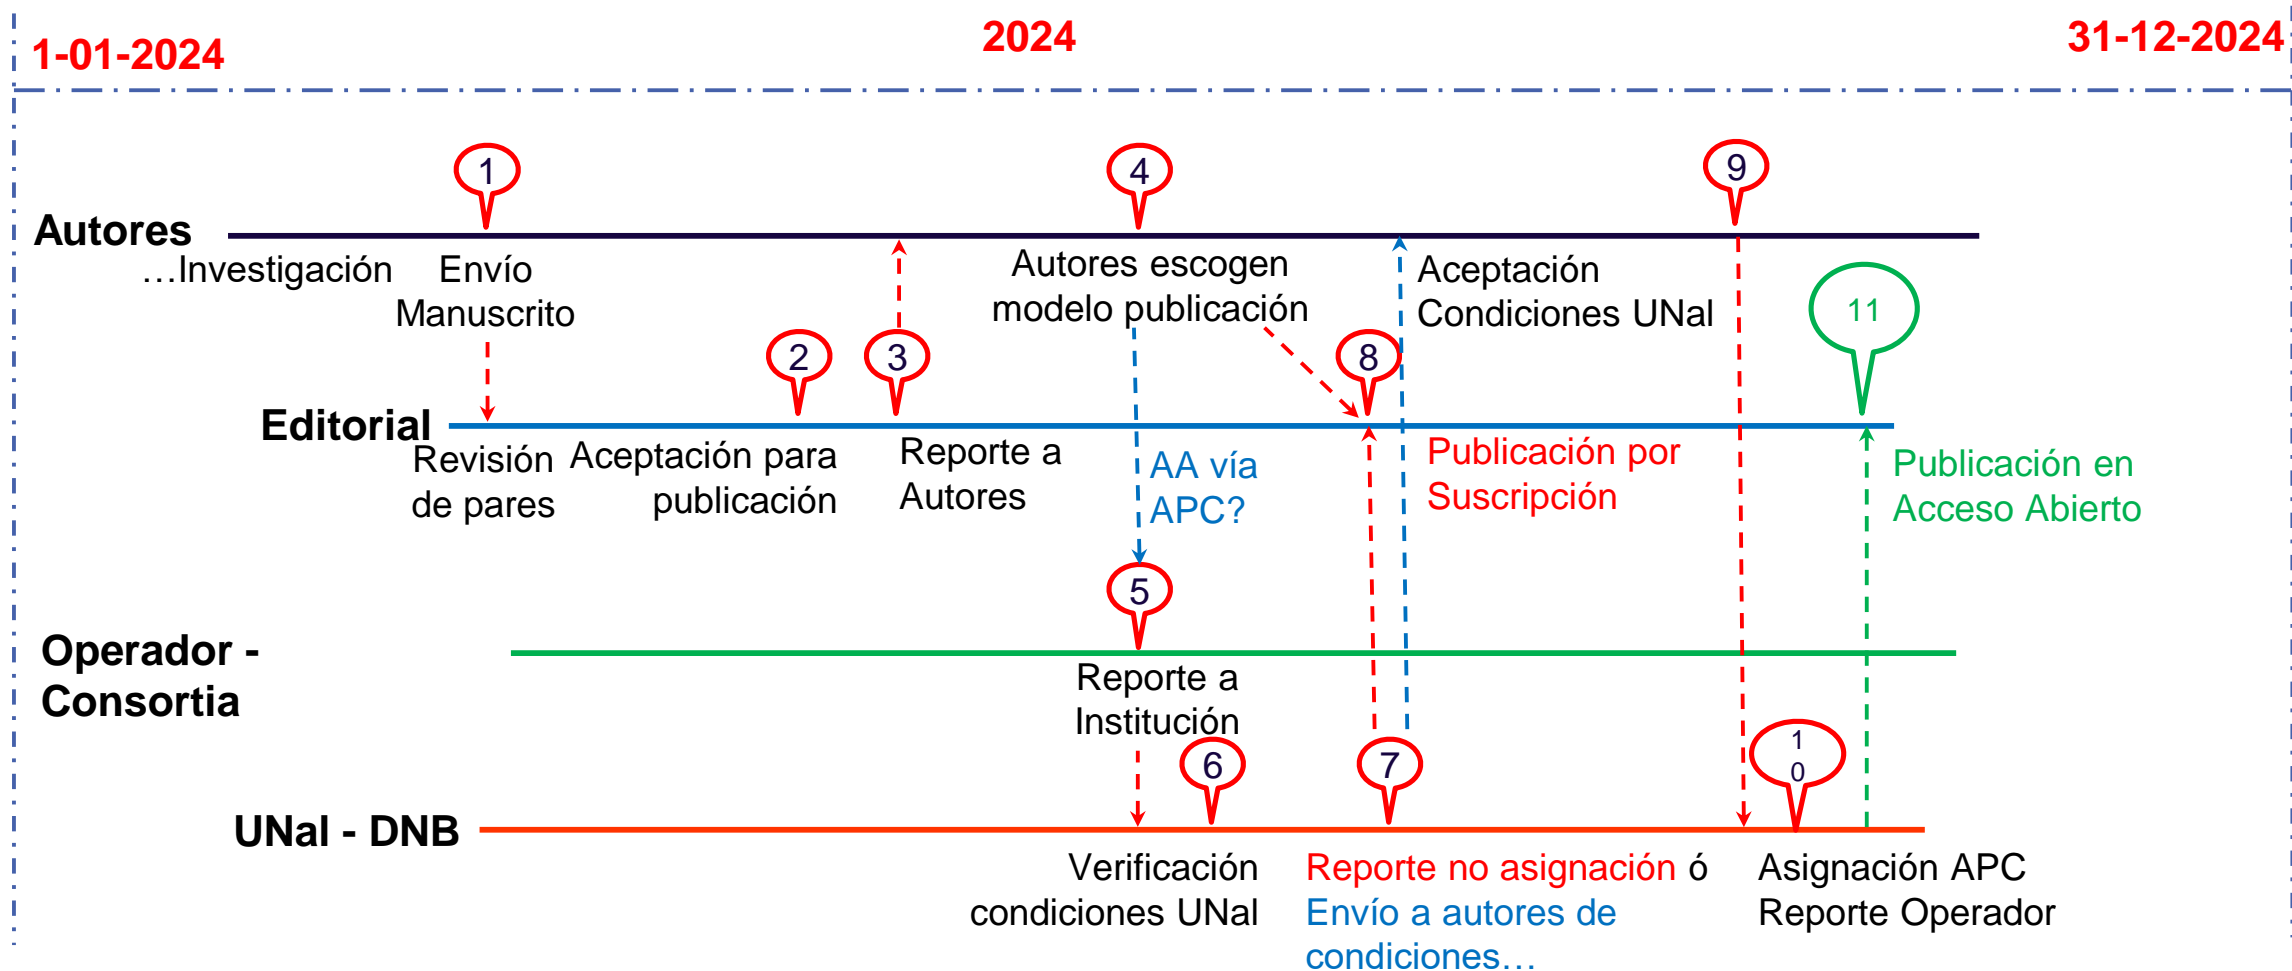 1-01-2024
2024
31-12-2024
1
4
9
Autores
…Investigación
Envío
Manuscrito
Autores escogen
modelo publicación
Aceptación
Condiciones UNal
11
2
3
8
Editorial
Revisión
de pares
Aceptación para
publicación
Reporte a
Autores
AA vía
APC?
Publicación por
Suscripción
Publicación en
Acceso Abierto
5
Operador -
Consortia
Reporte a
Institución
6
7
1
0
UNal - DNB
Verificación
condiciones UNal
Reporte no asignación ó
Envío a autores de
condiciones…
Asignación APC
Reporte Operador